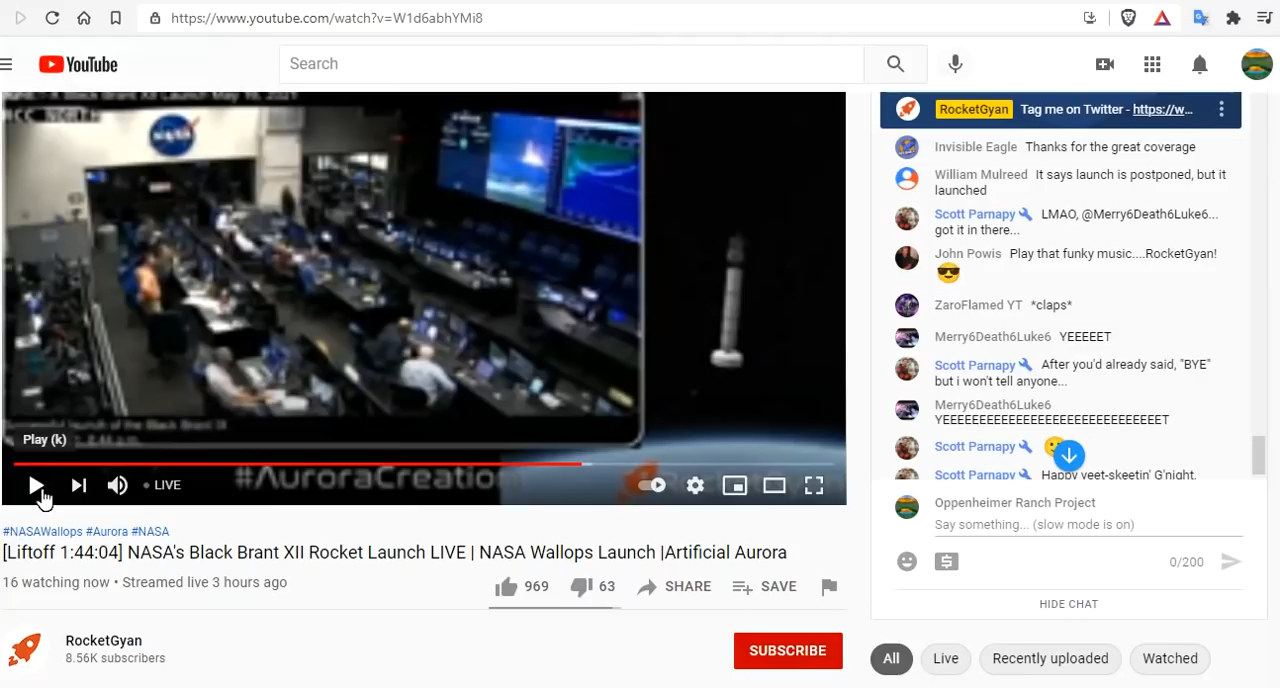 https://www.youtube.com/watch?v=W1d6abhYMi8
YouTube
Search
NCC NORTH
NASA
Play (k)
LIVE
#AuroraCreation
#NASAWallops #Aurora #NASA
[Liftoff 1:44:04] NASA's Black Brant XII Rocket Launch LIVE | NASA Wallops Launch |Artificial Aurora
16 watching now • Streamed live 3 hours ago
969
63
SHARE
SAVE
RocketGyan
8.56K subscribers
SUBSCRIBE
RocketGyan Tag me on Twitter - https://w...
Invisible Eagle Thanks for the great coverage
William Mulreed It says launch is postponed, but it
launched
Scott Parnapy LMAO, @Merry6Death6Luke6...
got it in there...
John Powis Play that funky music....RocketGyan!
ZaroFlamed YT *claps*
Merry6Death6Luke6 YEEEEET
Scott Parnapy After you'd already said, "BYE"
but i won't tell anyone...
Merry6Death6Luke6
YEEEEEEEEEEEEEEEEEEEEEEEEEEEEEET
Scott Parnapy
Scott Parnapy Happy yeet-skeetin' G'night.
Oppenheimer Ranch Project
Say something... (slow mode is on)
0/200
HIDE CHAT
All
Live
Recently uploaded
Watched